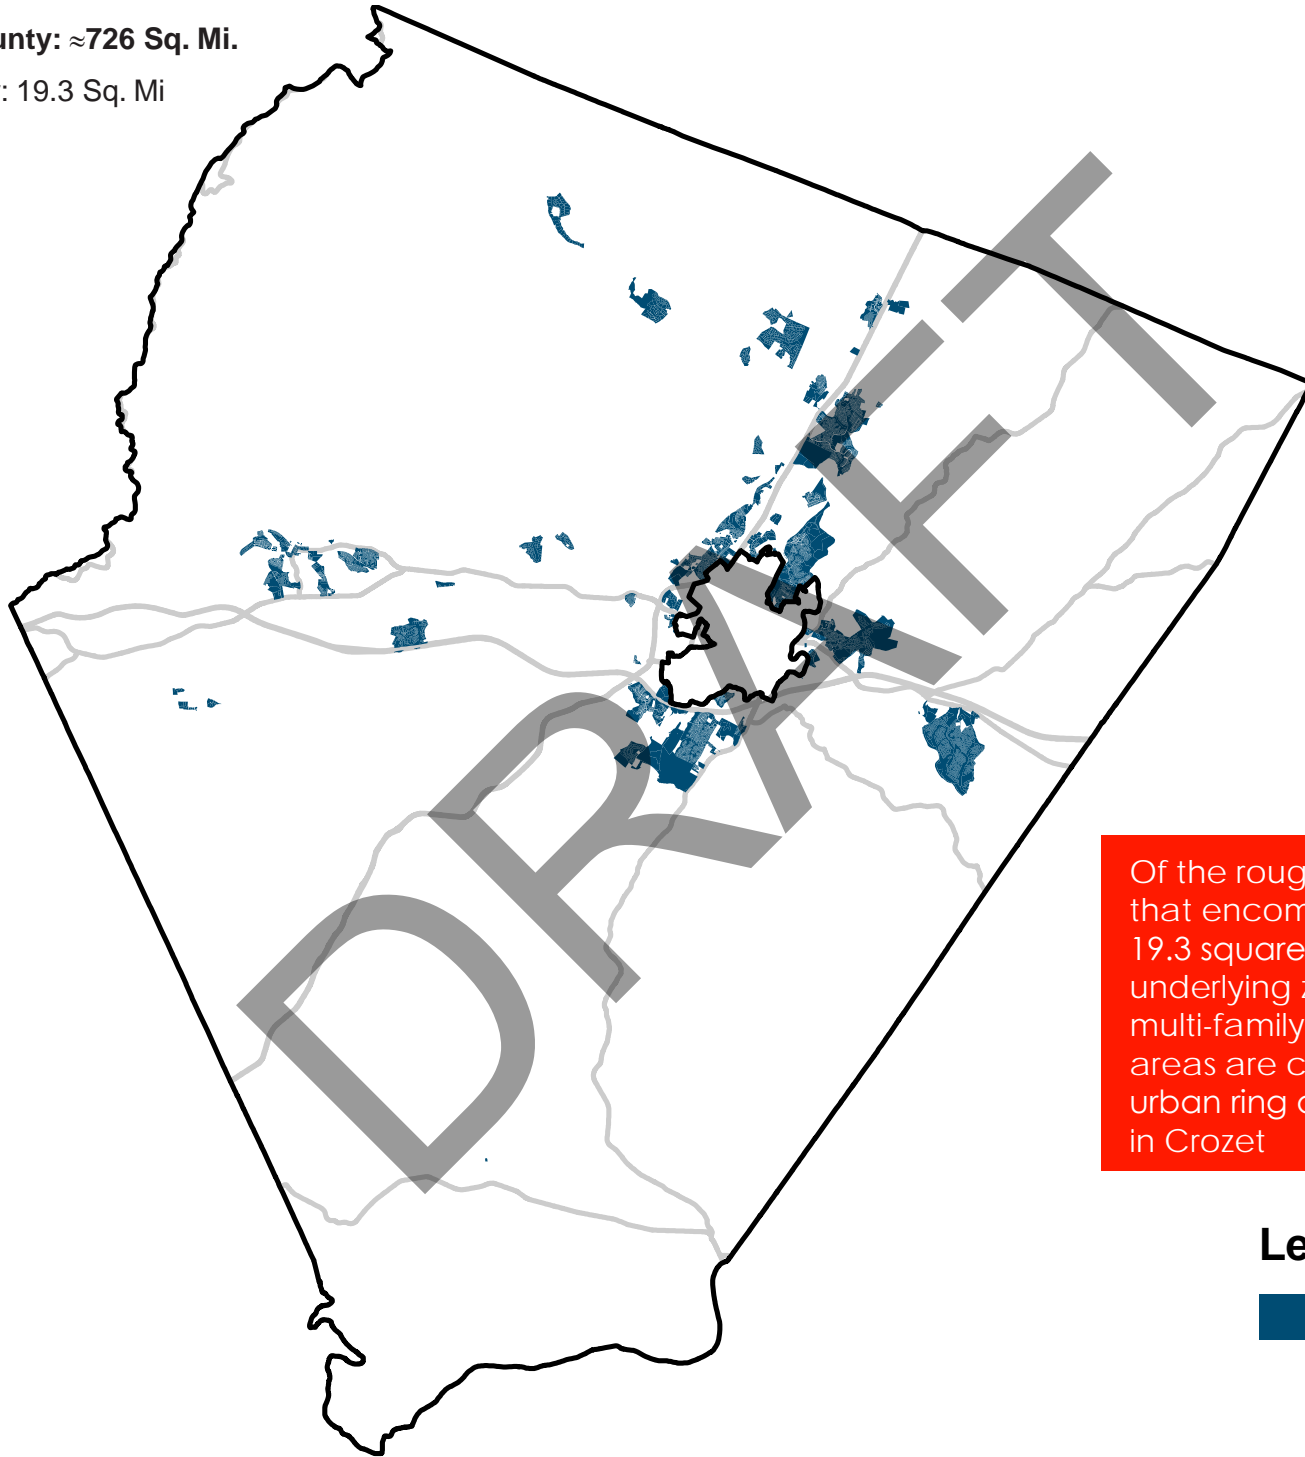 unty: ≈726 Sq. Mi.
: 19.3 Sq. Mi
DRAFT
Of the roug
that encom
19.3 square
underlying
multi-family
areas are c
urban ring
in Crozet
Le